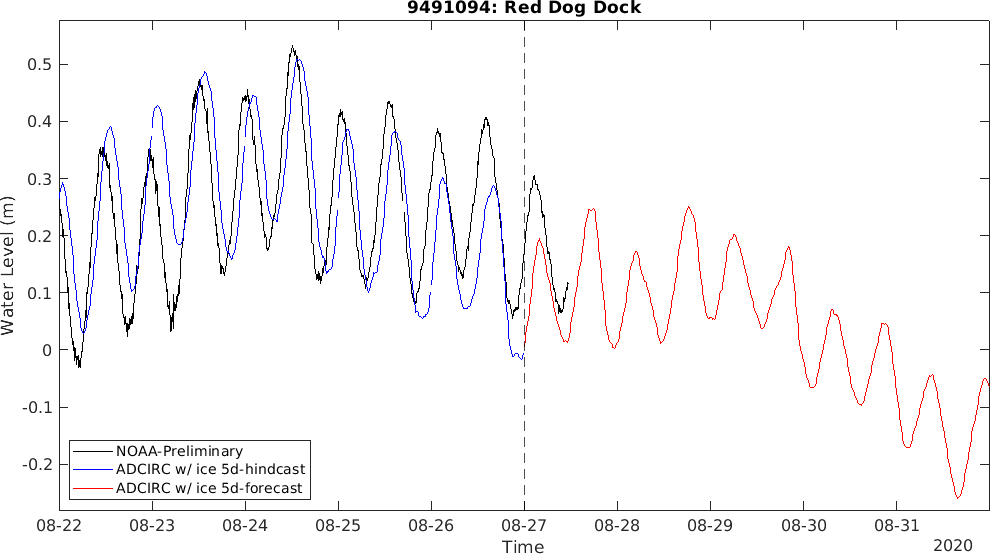 9491094: Red Dog Dock
Water Level (m)
0.5
0.4
0.3
0.2
0.1
0
-0.1
-0.2
NOAA-Preliminary
ADCIRC w/ ice 5d-hindcast
ADCIRC w/ ice 5d-forecast
08-22 08-23 08-24 08-25 08-26 08-27 08-28 08-29 08-30 08-31
Time
2020